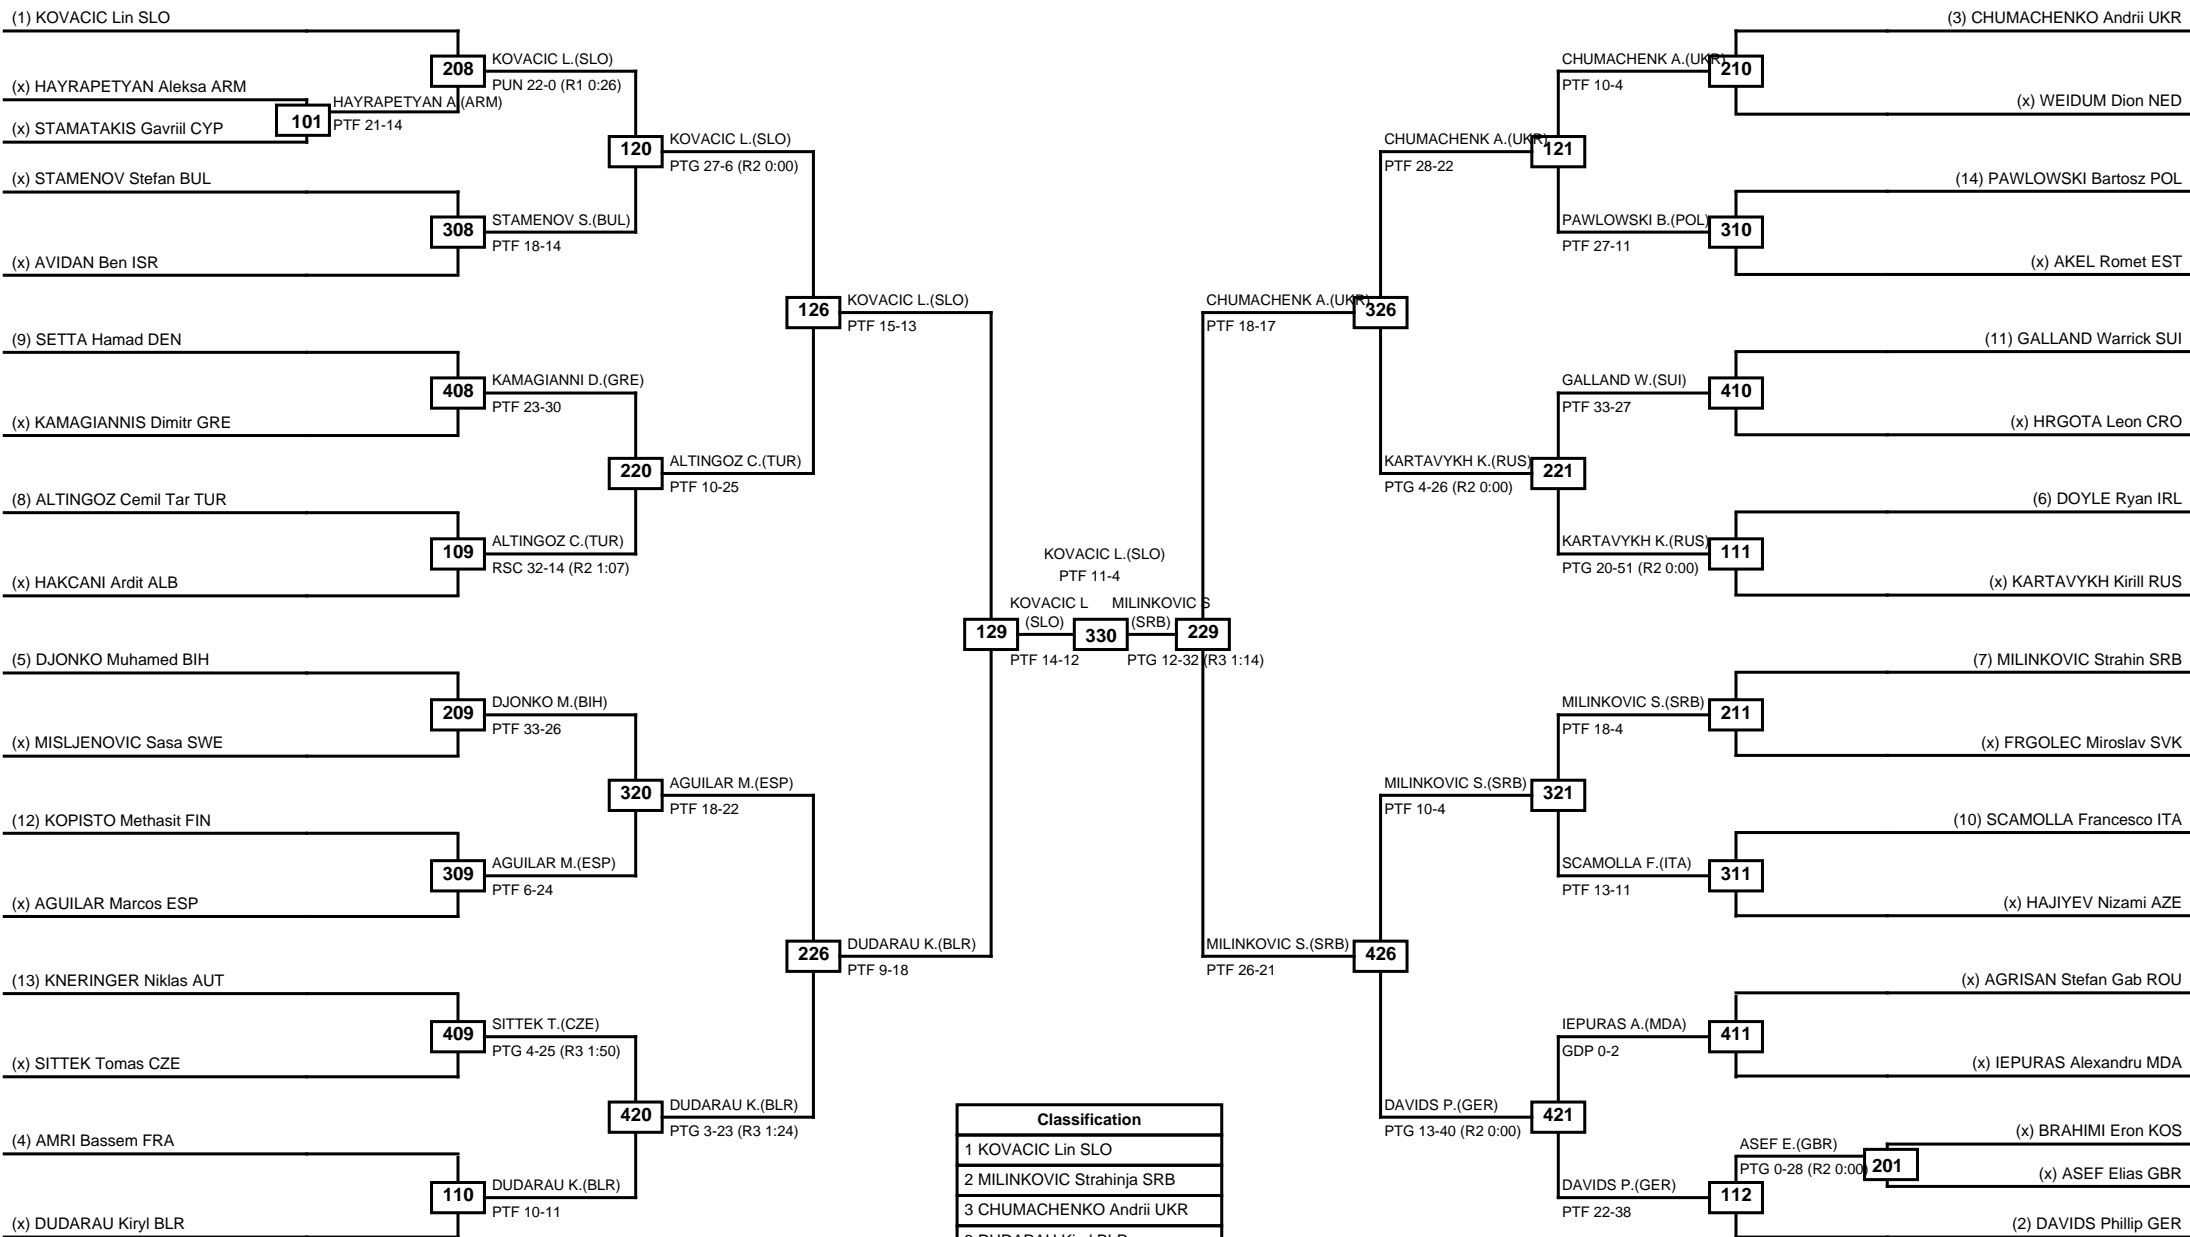 (1) KOVACIC Lin SLO
(x) HAYRAPETYAN Aleksa ARM
(x) STAMATAKIS Gavriil CYP
(x) STAMENOV Stefan BUL
(x) AVIDAN Ben ISR
(9) SETTA Hamad DEN
(x) KAMAGIANNIS Dimitr GRE
(8) ALTINGOZ Cemil Tar TUR
(x) HAKCANI Ardit ALB
(5) DJONKO Muhamed BIH
(x) MISLJENOVIC Sasa SWE
(12) KOPISTO Methasit FIN
(x) AGUILAR Marcos ESP
(13) KNERINGER Niklas AUT
(x) SITTEK Tomas CZE
(4) AMRI Bassem FRA
(x) DUDARAU Kiryl BLR
101
HAYRAPETYAN A.(ARM)
PTF 21-14
208
KOVACIC L.(SLO)
PUN 22-0 (R1 0:26)
308
STAMENOV S.(BUL)
PTF 18-14
408
KAMAGIANNI D.(GRE)
PTF 23-30
109
ALTINGOZ C.(TUR)
RSC 32-14 (R2 1:07)
209
DJONKO M.(BIH)
PTF 33-26
309
AGUILAR M.(ESP)
PTF 6-24
409
SITTEK T.(CZE)
PTG 4-25 (R3 1:50)
110
DUDARAU K.(BLR)
PTF 10-11
120
KOVACIC L.(SLO)
PTG 27-6 (R2 0:00)
220
ALTINGOZ C.(TUR)
PTF 10-25
320
AGUILAR M.(ESP)
PTF 18-22
420
DUDARAU K.(BLR)
PTG 3-23 (R3 1:24)
126
KOVACIC L.(SLO)
PTF 15-13
226
DUDARAU K.(BLR)
PTF 9-18
KOVACIC L.(SLO)
PTF 11-4
129
KOVACIC L
(SLO)
PTF 14-12
330
MILINKOVIC S
(SRB)
PTG 12-32 (R3 1:14)
229
CHUMACHENK A.(UKR)
PTF 18-17
326
MILINKOVIC S.(SRB)
PTF 26-21
426
CHUMACHENK A.(UKR)
PTF 28-22
121
KARTAVYKH K.(RUS)
PTG 4-26 (R2 0:00)
221
MILINKOVIC S.(SRB)
PTF 10-4
321
DAVIDS P.(GER)
PTG 13-40 (R2 0:00)
421
CHUMACHENK A.(UKR)
PTF 10-4
210
PAWLOWSKI B.(POL)
PTF 27-11
310
GALLAND W.(SUI)
PTF 33-27
410
KARTAVYKH K.(RUS)
PTG 20-51 (R2 0:00)
111
MILINKOVIC S.(SRB)
PTF 18-4
211
SCAMOLLA F.(ITA)
PTF 13-11
311
IEPURAS A.(MDA)
GDP 0-2
411
DAVIDS P.(GER)
PTF 22-38
112
ASEF E.(GBR)
PTG 0-28 (R2 0:00)
201
(3) CHUMACHENKO Andrii UKR
(x) WEIDUM Dion NED
(14) PAWLOWSKI Bartosz POL
(x) AKEL Romet EST
(11) GALLAND Warrick SUI
(x) HRGOTA Leon CRO
(6) DOYLE Ryan IRL
(x) KARTAVYKH Kirill RUS
(7) MILINKOVIC Strahin SRB
(x) FRGOLEC Miroslav SVK
(10) SCAMOLLA Francesco ITA
(x) HAJIYEV Nizami AZE
(x) AGRISAN Stefan Gab ROU
(x) IEPURAS Alexandru MDA
(x) BRAHIMI Eron KOS
(x) ASEF Elias GBR
(2) DAVIDS Phillip GER
Classification
1 KOVACIC Lin SLO
2 MILINKOVIC Strahinja SRB
3 CHUMACHENKO Andrii UKR